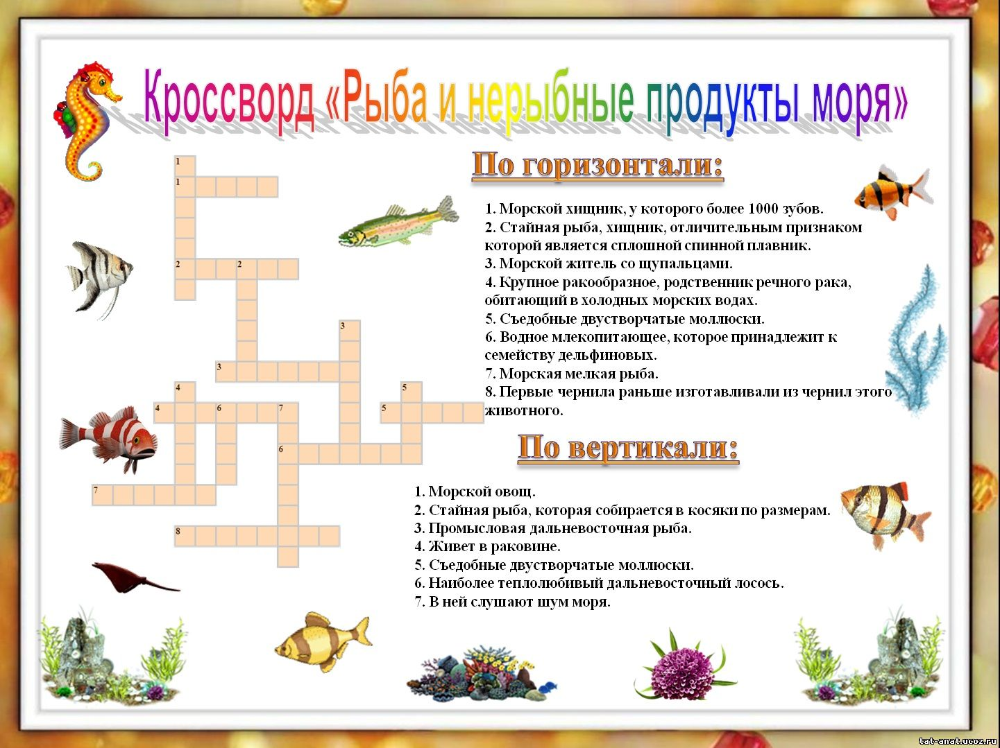 Кроссворд «Рыба и нерыбные продукты моря»
По горизонтали:
1. Морской хищник, у которого более 1000 зубов.
2. Стайная рыба, хищник, отличительным признаком
которой является сплошной спинной плавник.
3. Морской житель со щупальцами.
4. Крупное ракообразное, родственник речного рака,
обитающий в холодных морских водах.
5. Съедобные двустворчатые моллюски.
6. Водное млекопитающее, которое принадлежит к
семейству дельфиновых.
7. Морская мелкая рыба.
8. Первые чернила раньше изготавливали из чернил этого
животного.
По вертикали:
1. Морской овощ.
2. Стайная рыба, которая собирается в косяки по размерам.
3. Промысловая дальневосточная рыба.
4. Живет в раковине.
5. Съедобные двустворчатые моллюски.
6. Наиболее теплолюбивый дальневосточный лосось.
7. В ней слушают шум моря.
1
1
2 2
3
3
4 5
4 6 7 5
6
7
8
tat-anat.ucoz.ru